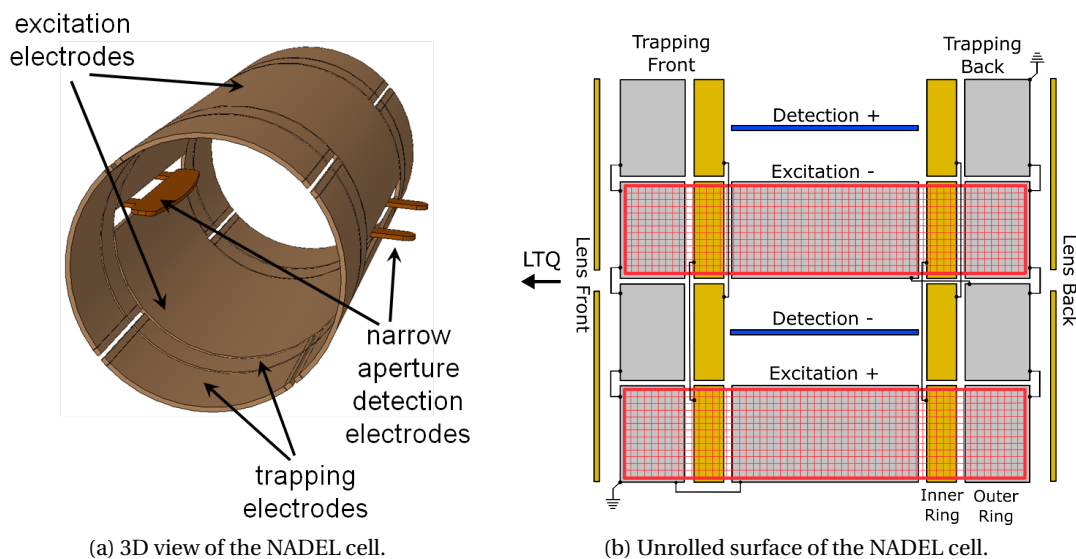 excitation
electrodes
narrow
aperture
detection
electrodes
trapping
electrodes
(a) 3D view of the NADEL cell.
Trapping
Front
Trapping
Back
Detection +
Excitation -
LTQ
Lens Front
Lens Back
Detection -
Excitation +
Inner
Ring
Outer
Ring
(b) Unrolled surface of the NADEL cell.